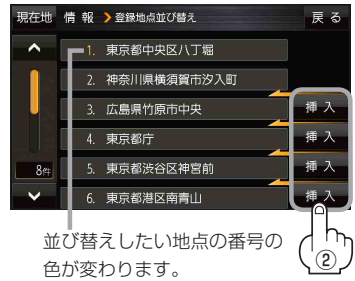 現在地 情 報 登録地点並び替え 戻 る
1. 東京都中央区八丁堀
2. 神奈川県横須賀市汐入町
3. 広島県竹原市中央 挿 入
4. 東京都庁 挿 入
5. 東京都渋谷区神宮前 挿 入
8件
6. 東京都港区南青山 挿 入
②
並び替えしたい地点の番号の
色が変わります。